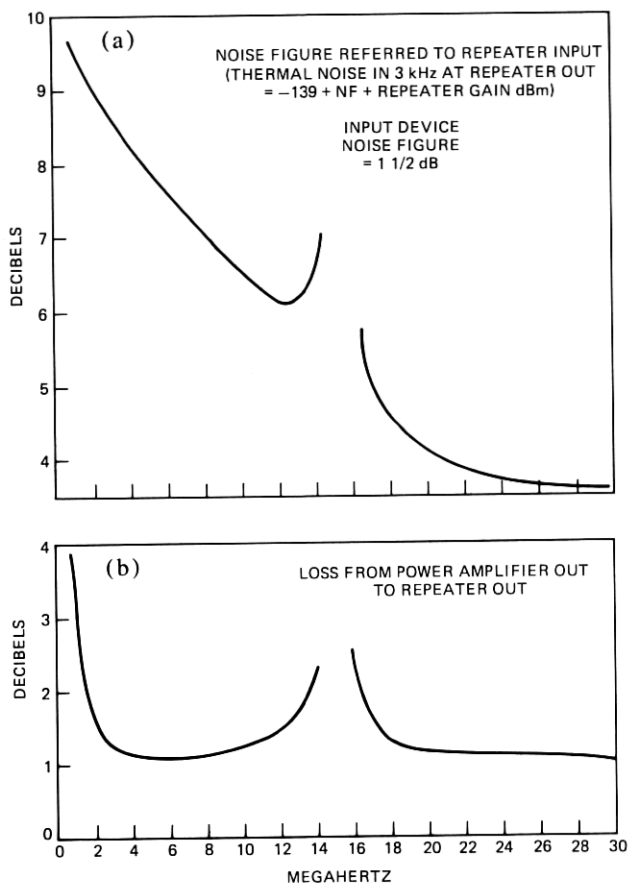 10
(a)
NOISE FIGURE REFERRED TO REPEATER INPUT
(THERMAL NOISE IN 3 kHz AT REPEATER OUT
= −139 + NF + REPEATER GAIN dBm)
INPUT DEVICE
NOISE FIGURE
= 1 1/2 dB
9
8
7
6
5
4
DECIBELS
(b)
LOSS FROM POWER AMPLIFIER OUT
TO REPEATER OUT
4
3
2
1
0
DECIBELS
0 2 4 6 8 10 12 14 16 18 20 22 24 26 28 30
MEGAHERTZ